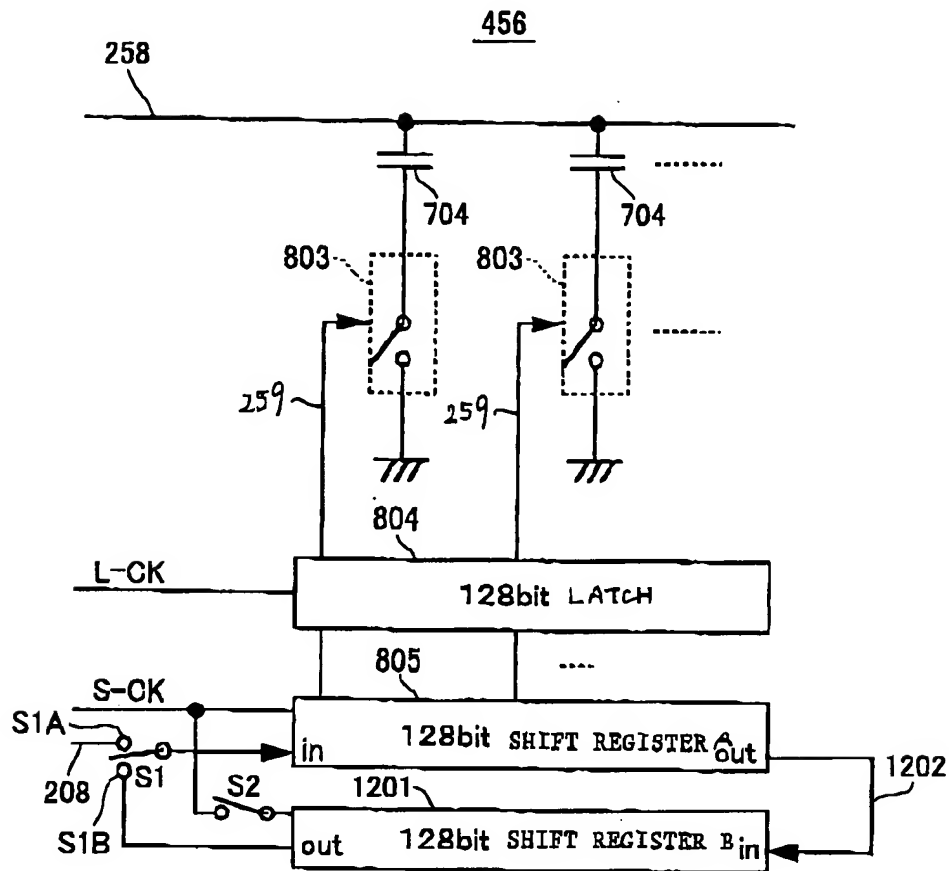 456
258
704
704
803
803
259
259
804
L-CK
128bit LATCH
805
S-CK
S1A
in
128bit SHIFT REGISTER A
out
S1
208
S2
1201
1202
S1B
out
128bit SHIFT REGISTER B
in